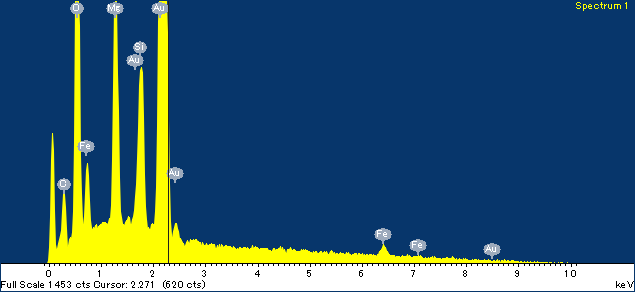 Spectrum 1
O Mg Au
Si
Au
Fe
Au
C
Fe
Fe
Au
0 1 2 3 4 5 6 7 8 9 10
Full Scale 1453 cts Cursor: 2.271 (620 cts) keV